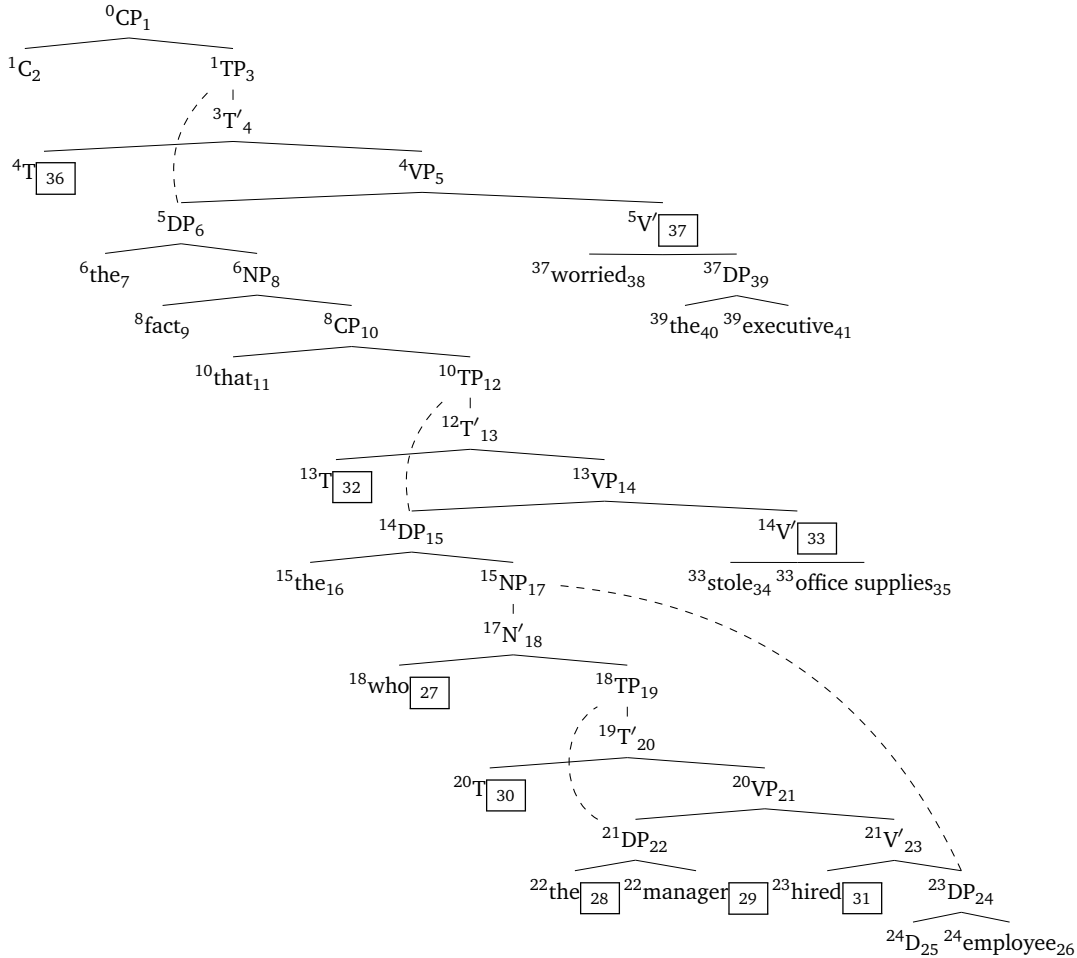 ⁰CP₁
¹C₂ ¹TP₃
³T′₄
⁴T 36 ⁴VP₅
⁵DP₆ ⁵V′ 37
⁶the₇ ⁶NP₈ ³⁷worried₃₈ ³⁷DP₃₉
⁸fact₉ ⁸CP₁₀ ³⁹the₄₀ ³⁹executive₄₁
¹⁰that₁₁ ¹⁰TP₁₂
¹²T′₁₃
¹³T 32 ¹³VP₁₄
¹⁴DP₁₅ ¹⁴V′ 33
¹⁵the₁₆ ¹⁵NP₁₇ ³³stole₃₄ ³³office supplies₃₅
¹⁷N′₁₈
¹⁸who 27 ¹⁸TP₁₉
¹⁹T′₂₀
²⁰T 30 ²⁰VP₂₁
²¹DP₂₂ ²¹V′₂₃
²²the 28 ²²manager 29 ²³hired 31 ²³DP₂₄
²⁴D₂₅ ²⁴employee₂₆